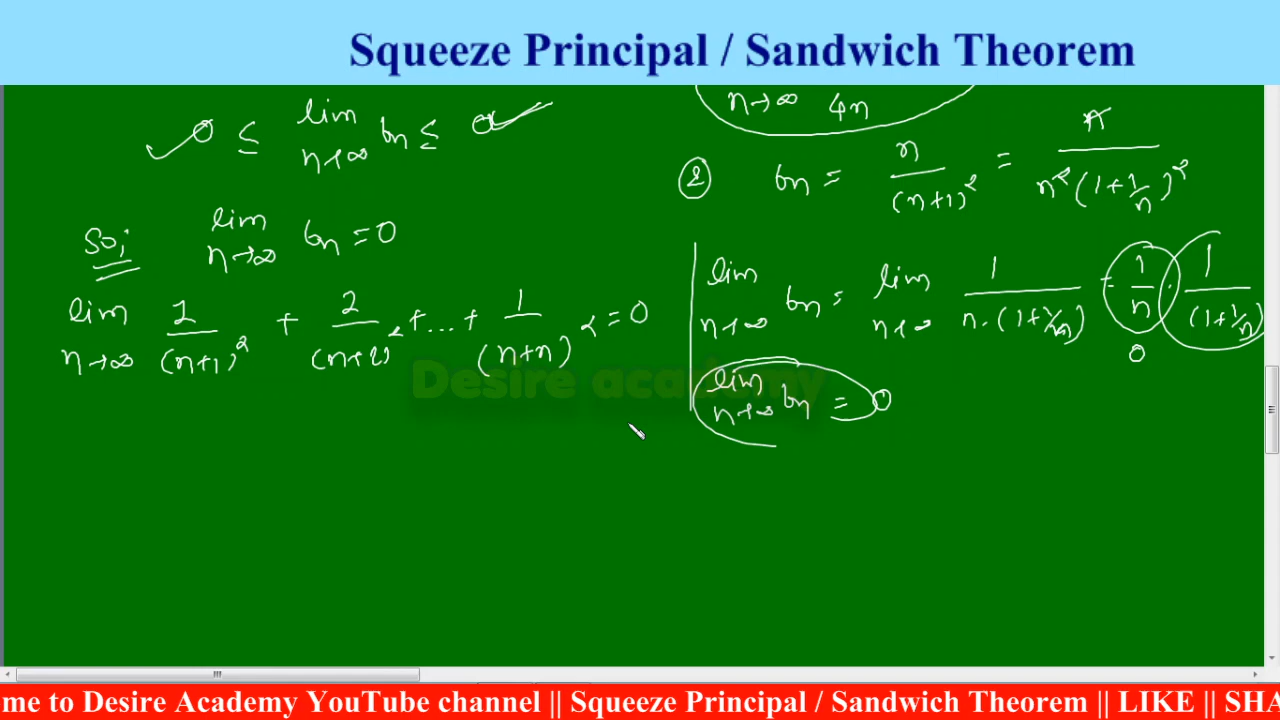 Squeeze Principal / Sandwich Theorem
0 ≤ lim n→∞ bn ≤ 0
So; lim n→∞ bn = 0
lim n→∞ 1/(n+1)² + 2/(n+2)² + ... + 1/(n+n)² = 0
n→∞ 4n
② bn = n/(n+1)² = n/n²(1+1/n)²
lim n→∞ bn = lim n→∞ 1/n.(1+1/n) = 1/n . 1/(1+1/n)
0
lim n→∞ bn = 0
Desire academy
me to Desire Academy YouTube channel || Squeeze Principal / Sandwich Theorem || LIKE || SHA